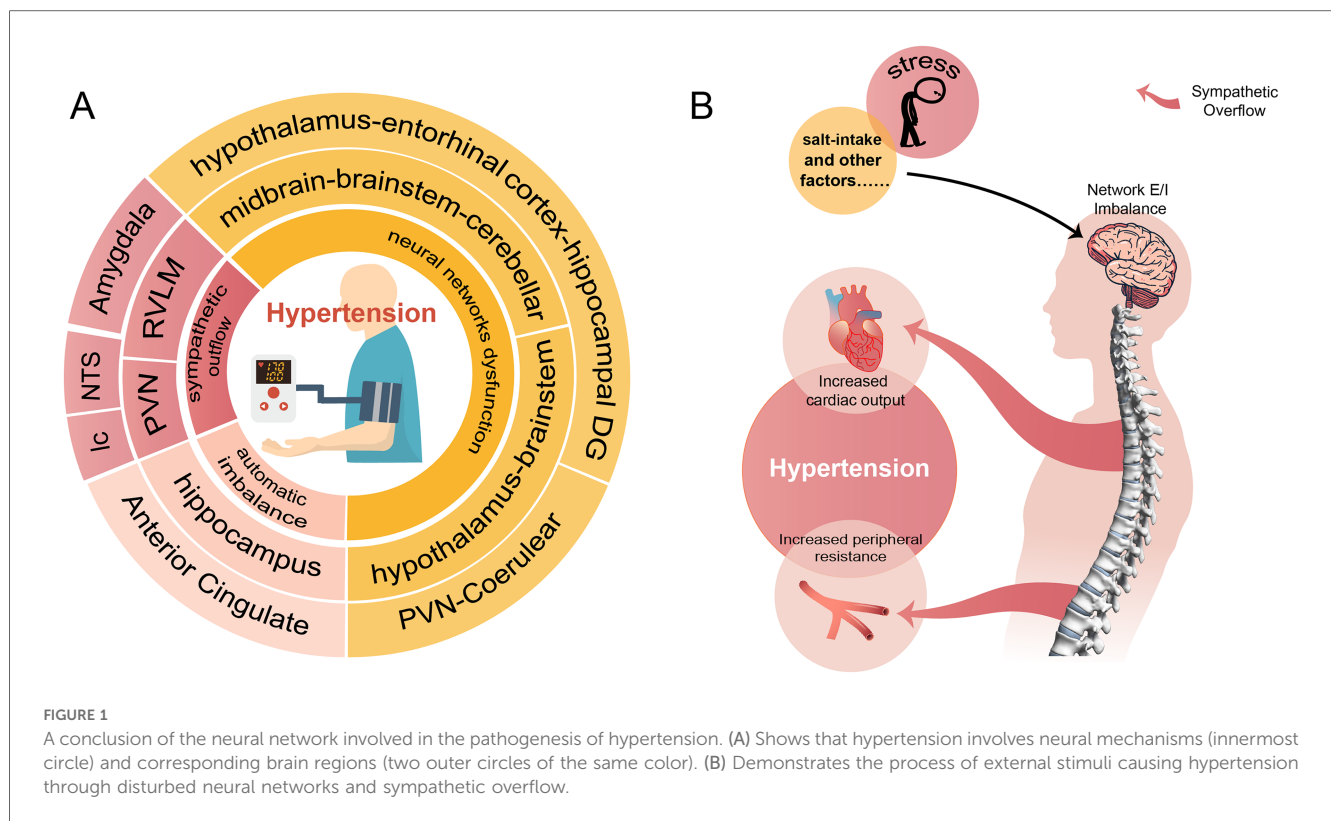 A
hypothalamus-entorhinal cortex-hippocampal DG
midbrain-brainstem-cerebellar
neural networks dysfunction
hypothalamus-brainstem
PVN-Coerulear
Amygdala
RVLM
sympathetic
outflow
NTS
PVN
Ic
automatic
imbalance
hippocampus
Anterior Cingulate
Hypertension
170
100
B
stress
salt-intake
and other
factors......
Sympathetic
Overflow
Network E/I
Imbalance
Increased
cardiac output
Hypertension
Increased peripheral
resistance
FIGURE 1
A conclusion of the neural network involved in the pathogenesis of hypertension. (A) Shows that hypertension involves neural mechanisms (innermost
circle) and corresponding brain regions (two outer circles of the same color). (B) Demonstrates the process of external stimuli causing hypertension
through disturbed neural networks and sympathetic overflow.